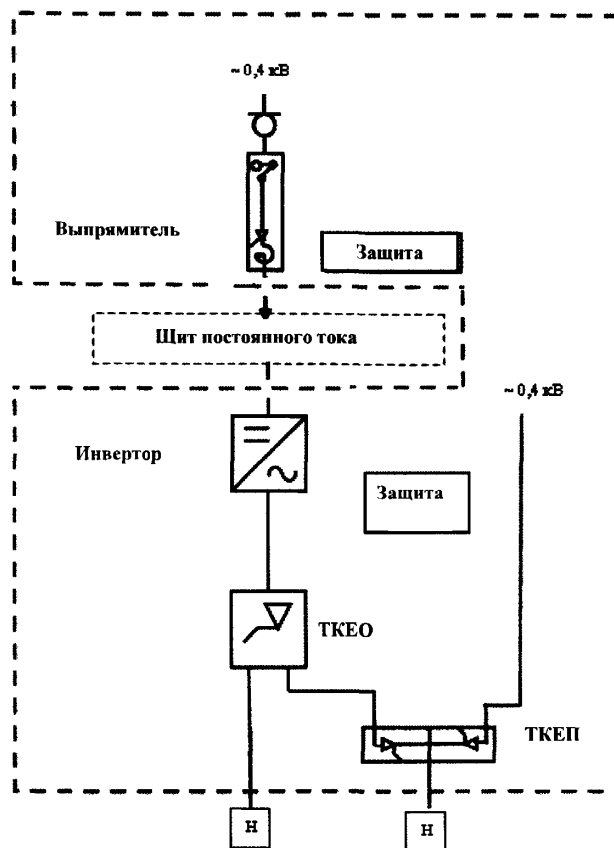 ~ 0,4 кВ
Выпрямитель
Защита
Щит постоянного тока
~ 0,4 кВ
Инвертор
Защита
ТКЕО
ТКЕП
Н
Н